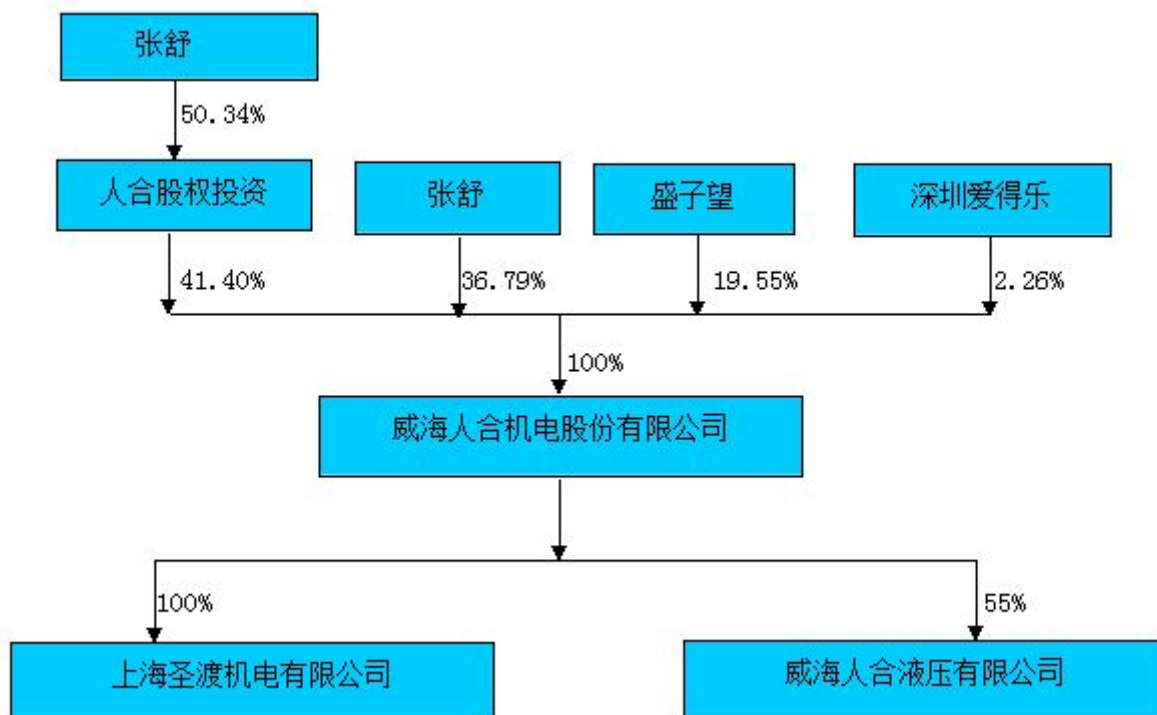 张舒
50.34%
人合股权投资
张舒
盛子望
深圳爱得乐
41.40%
36.79%
19.55%
2.26%
100%
威海人合机电股份有限公司
100%
55%
上海圣渡机电有限公司
威海人合液压有限公司